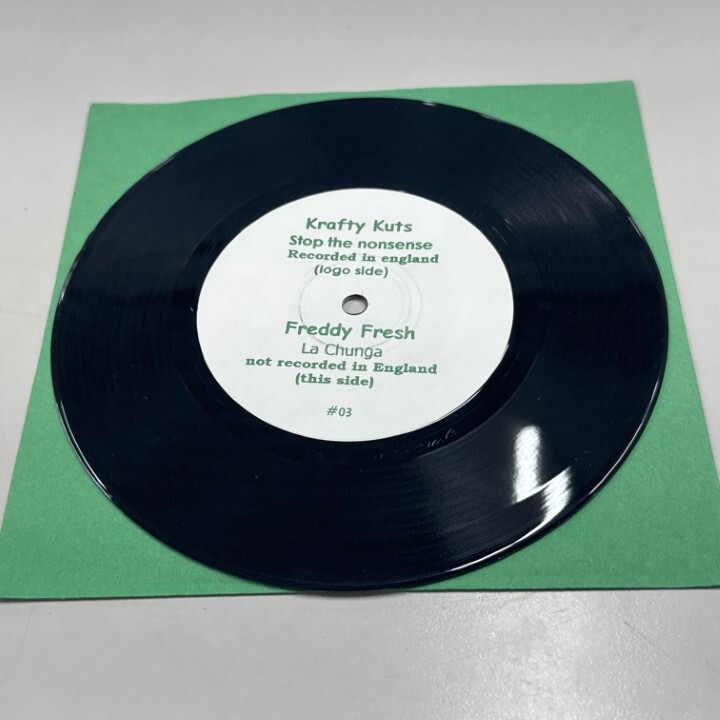 Krafty Kuts
Stop the nonsense
Recorded in england
(logo side)
Freddy Fresh
La Chunga
not recorded in England
(this side)
#03